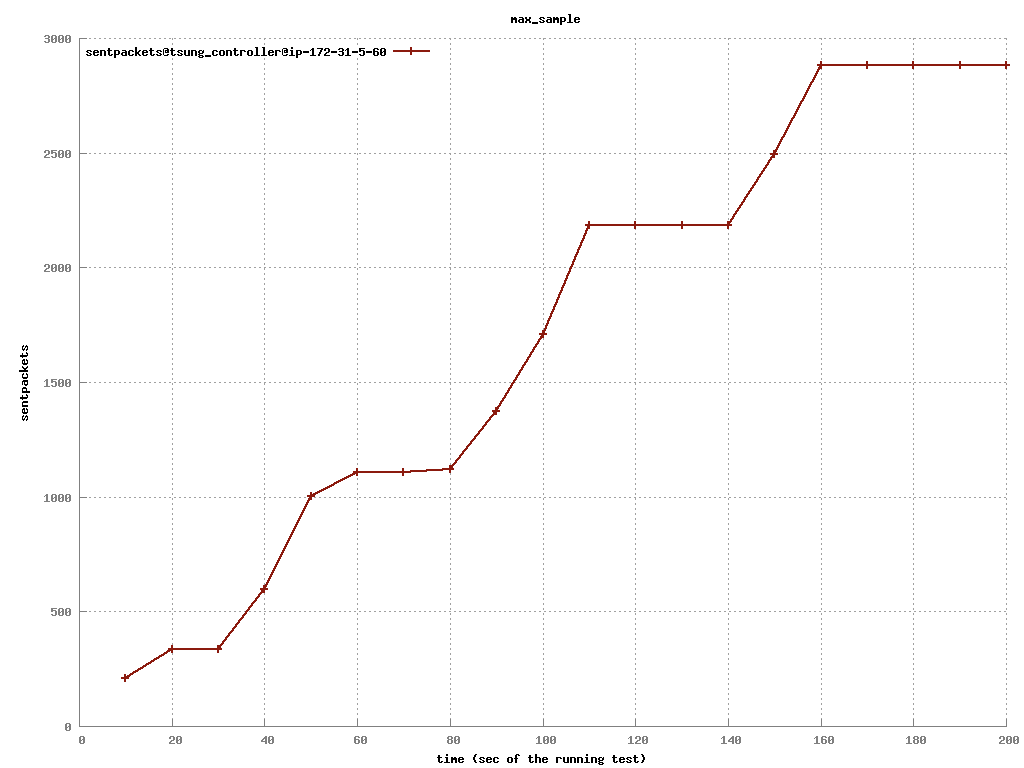 max_sample
3000
sentpackets@tsung_controller@ip-172-31-5-60
2500
2000
sentpackets
1500
1000
500
0
0 20 40 60 80 100 120 140 160 180 200
time (sec of the running test)